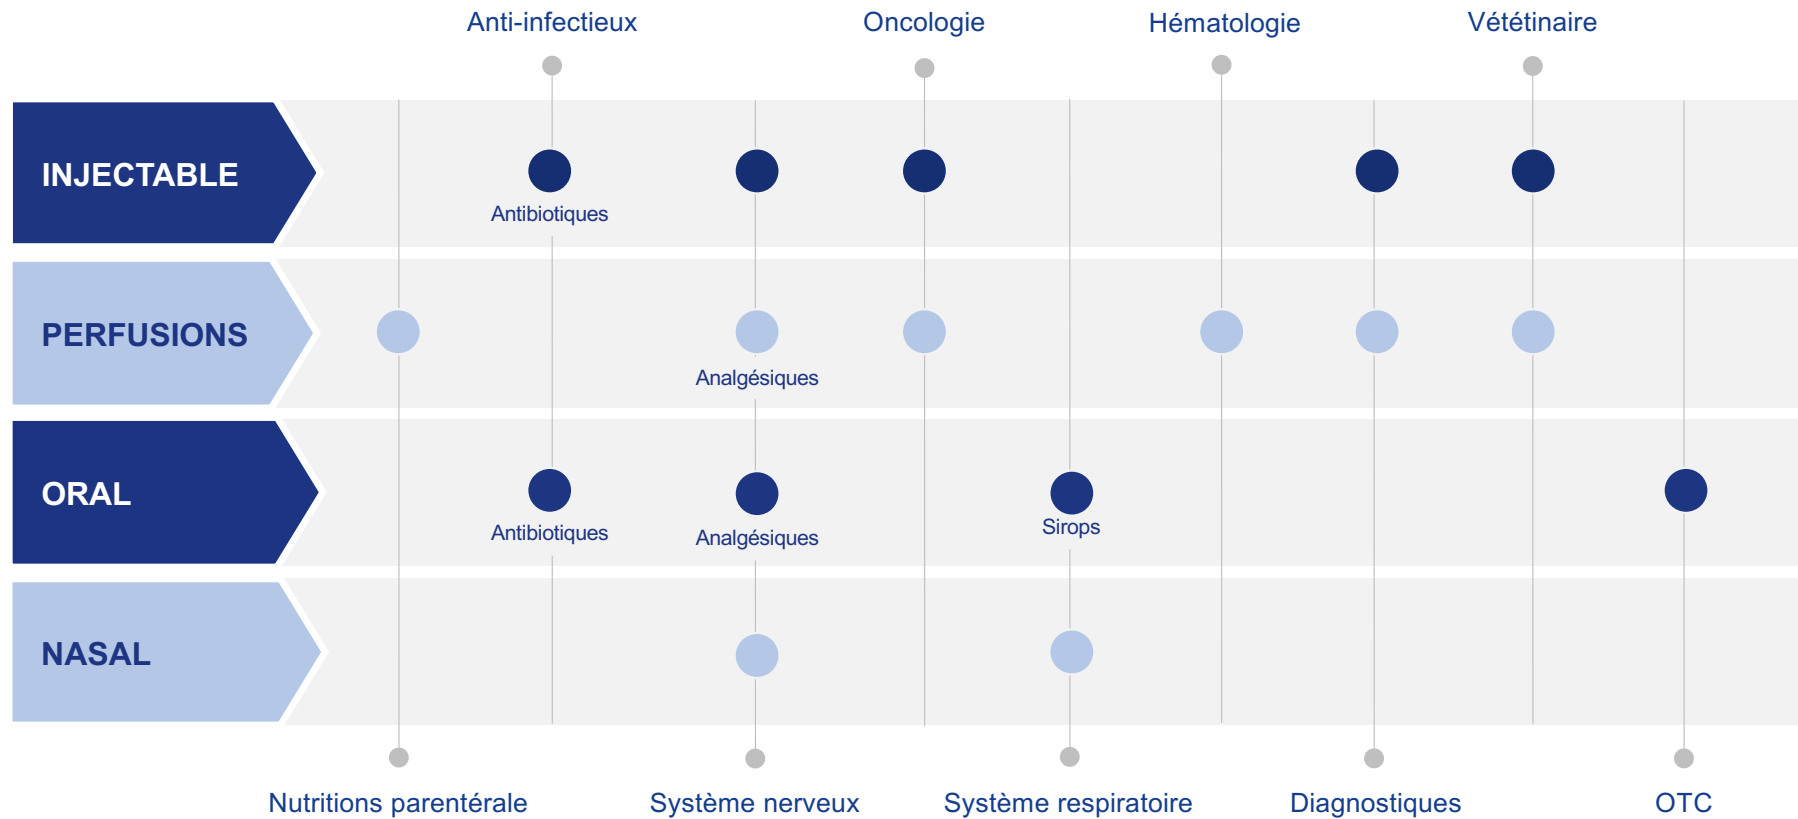 Anti-infectieux
Oncologie
Hématologie
Vététinaire
INJECTABLE
Antibiotiques
PERFUSIONS
Analgésiques
ORAL
Antibiotiques
Analgésiques
Sirops
NASAL
Nutritions parentérale
Système nerveux
Système respiratoire
Diagnostiques
OTC